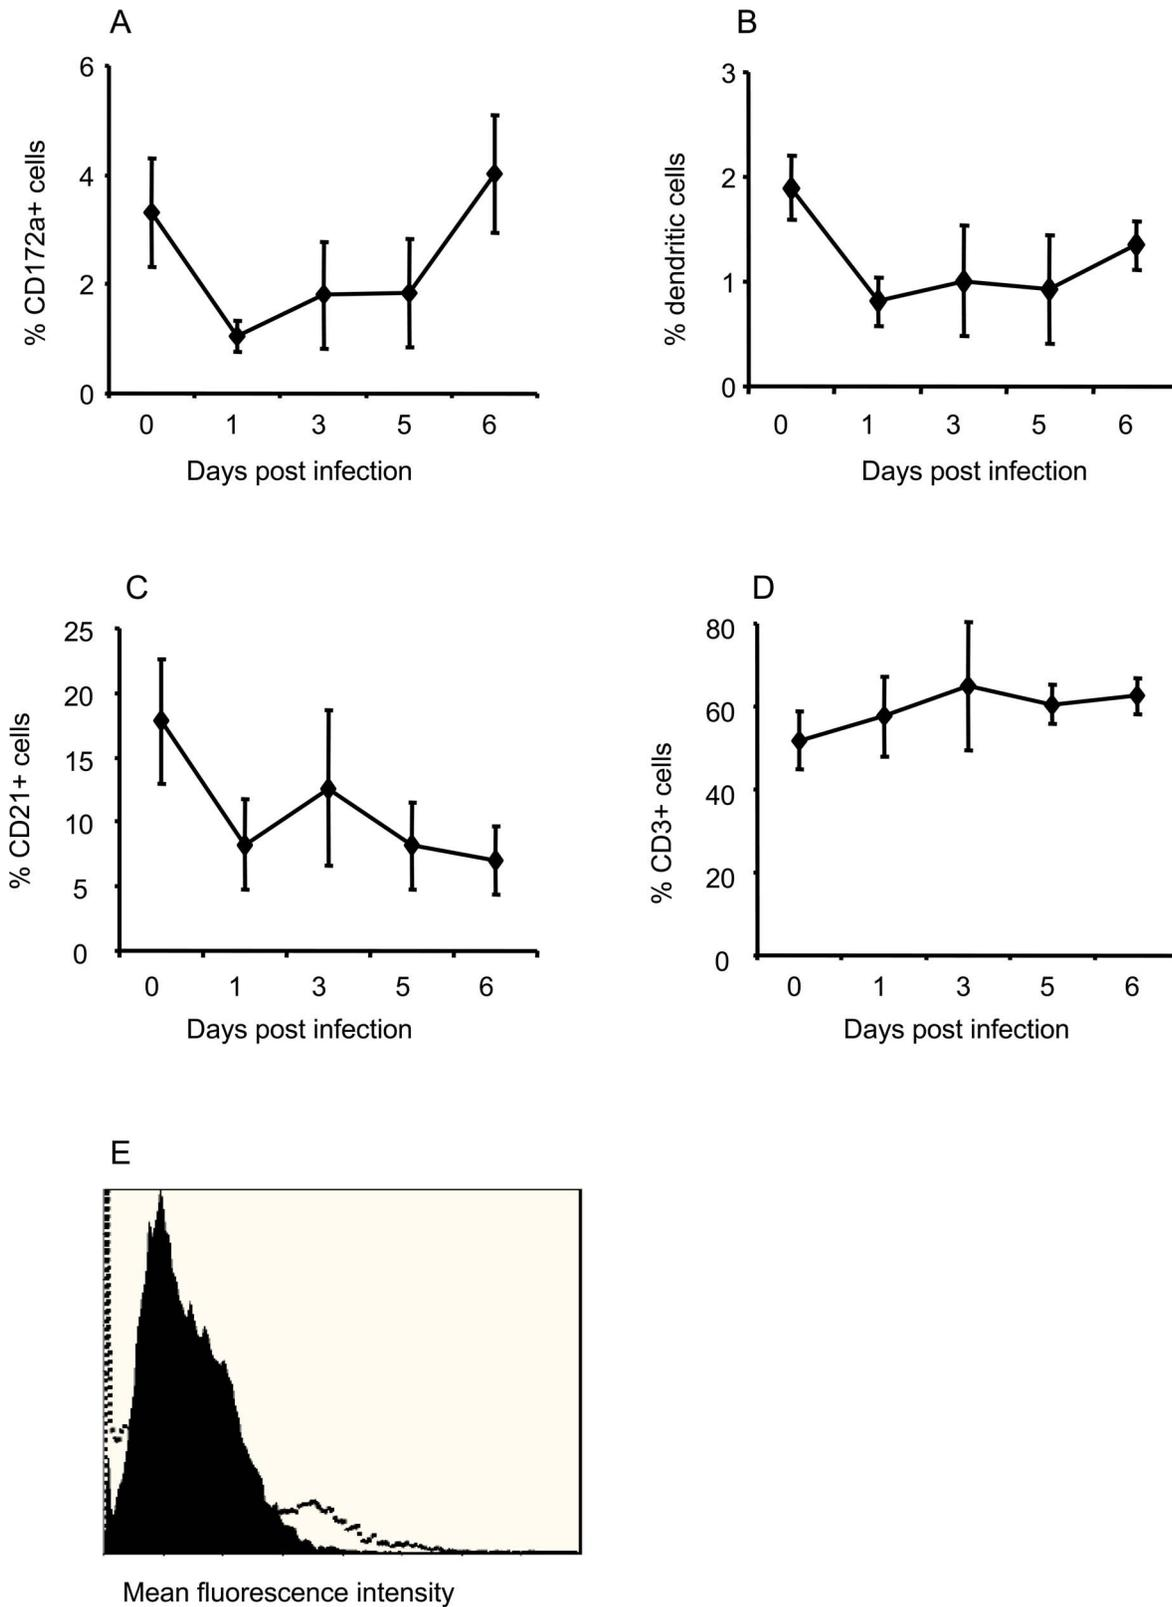 A
6
4
2
0
% CD172a+ cells
0 1 3 5 6
Days post infection
B
3
2
1
0
% dendritic cells
0 1 3 5 6
Days post infection
C
25
20
15
10
5
0
% CD21+ cells
0 1 3 5 6
Days post infection
D
80
60
40
20
0
% CD3+ cells
0 1 3 5 6
Days post infection
E
Mean fluorescence intensity